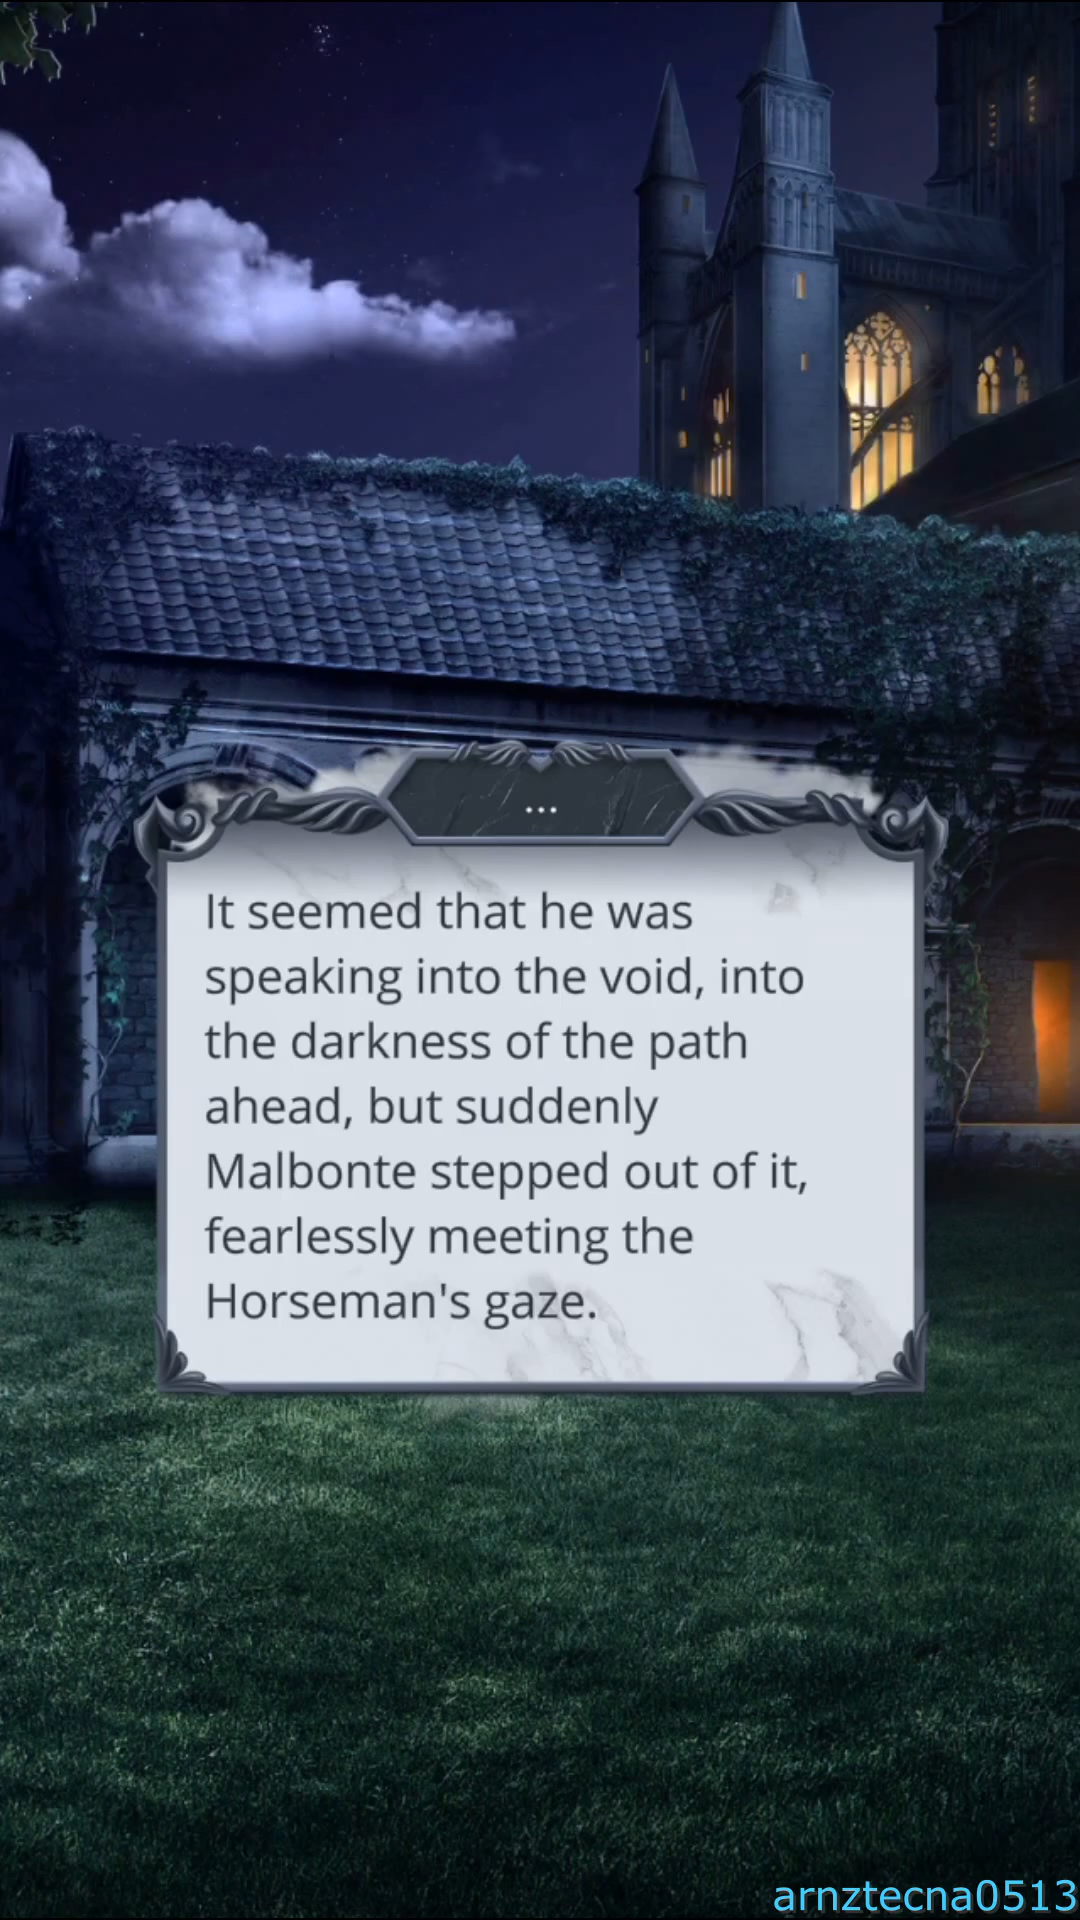 ...
It seemed that he was
speaking into the void, into
the darkness of the path
ahead, but suddenly
Malbonte stepped out of it,
fearlessly meeting the
Horseman's gaze.
arnztecna0513